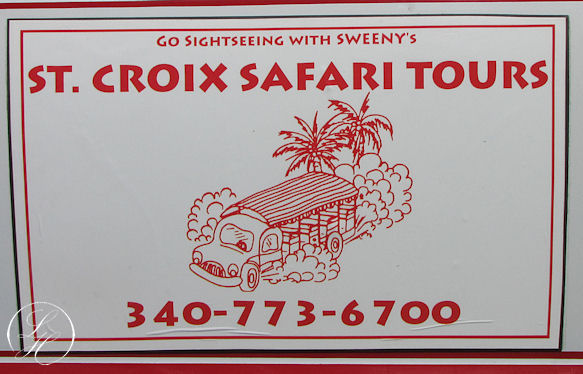 GO SIGHTSEEING WITH SWEENY'S
ST. CROIX SAFARI TOURS
340-773-6700